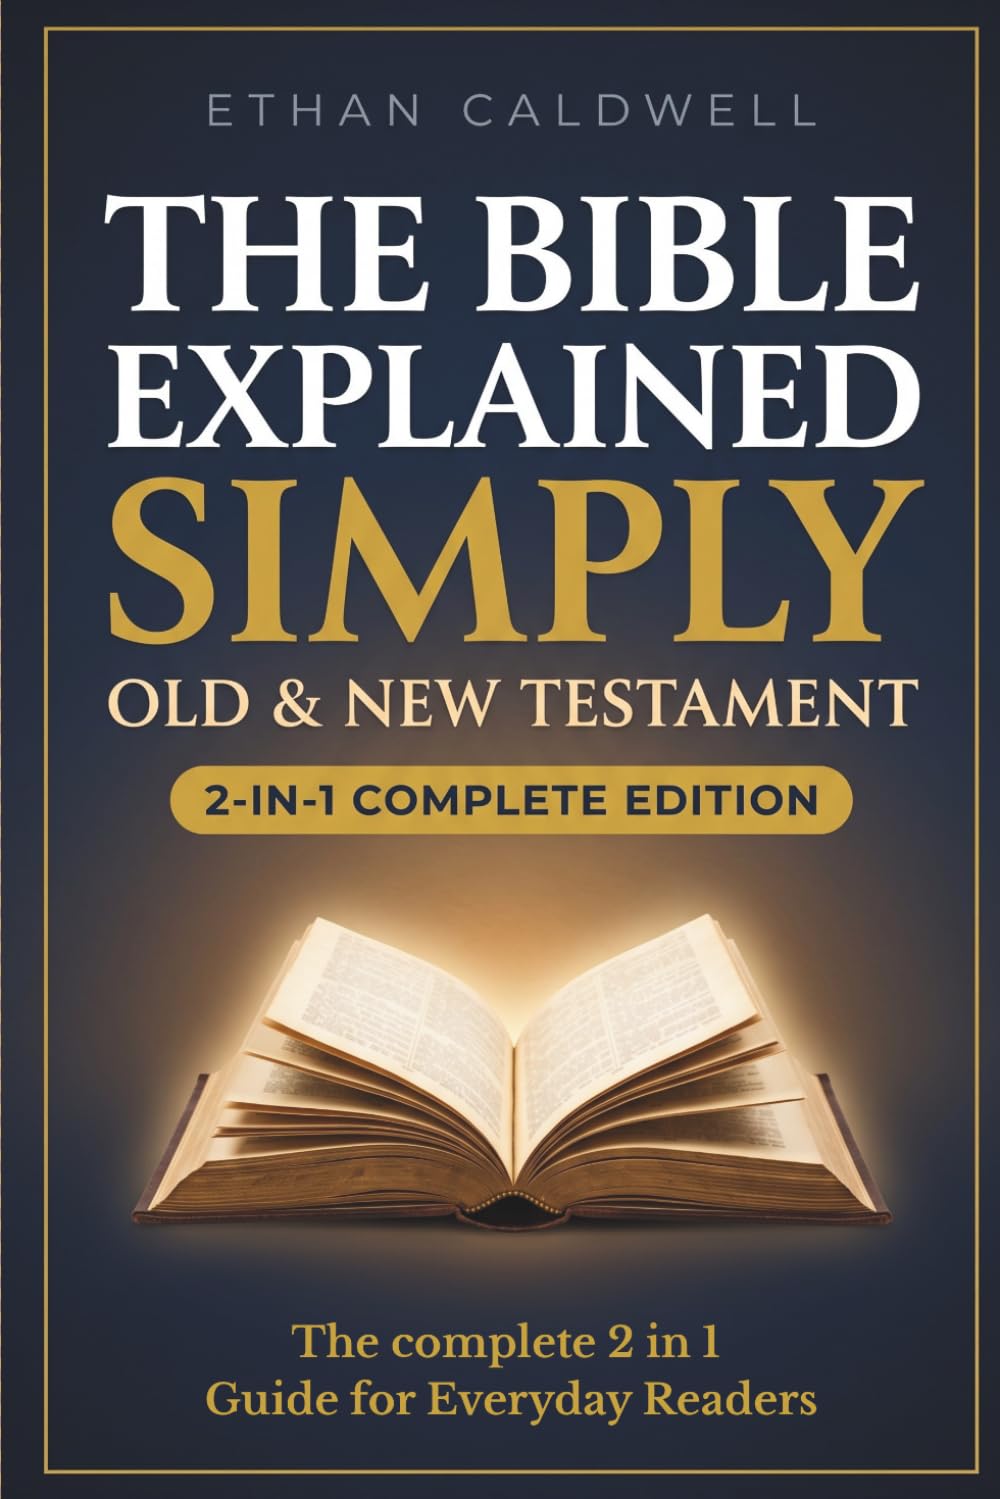 ETHAN CALDWELL
THE BIBLE
EXPLAINED
SIMPLY
OLD & NEW TESTAMENT
2-IN-1 COMPLETE EDITION
The complete 2 in 1
Guide for Everyday Readers